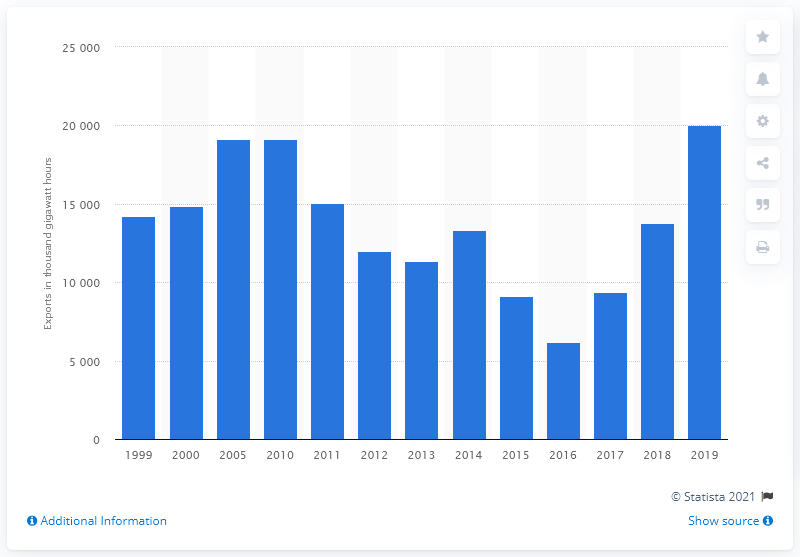 25 000
20 000
15 000
10 000
5 000
0
Exports in thousand gigawatt hours
1999 2000 2005 2010 2011 2012 2013 2014 2015 2016 2017 2018 2019
© Statista 2021
Additional Information Show source